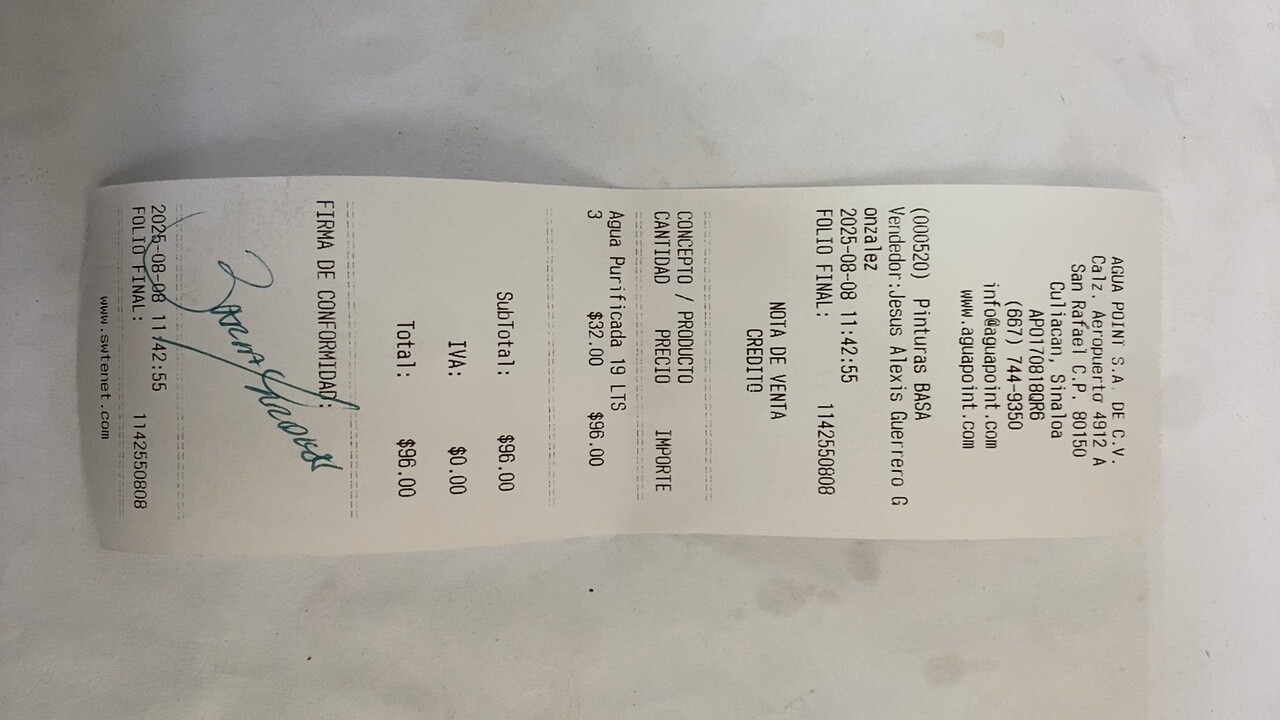 AGUA POINT S.A. DE C.V.
Calz. Aeropuerto 4912 A
San Rafael C.P. 80150
Culiacan, Sinaloa
APO170818QR6
(667) 744-9350
info@aguapoint.com
www.aguapoint.com
(000520) Pinturas BASA
Vendedor:Jesus Alexis Guerrero G
onzalez
2025-08-08 11:42:55
FOLIO FINAL: 1142550808
NOTA DE VENTA
CREDITO
CONCEPTO / PRODUCTO
CANTIDAD PRECIO IMPORTE
Agua Purificada 19 LTS
3 $32.00 $96.00
SubTotal: $96.00
IVA: $0.00
Total: $96.00
FIRMA DE CONFORMIDAD:
2025-08-08 11:42:55
FOLIO FINAL: 1142550808
www.swtenet.com